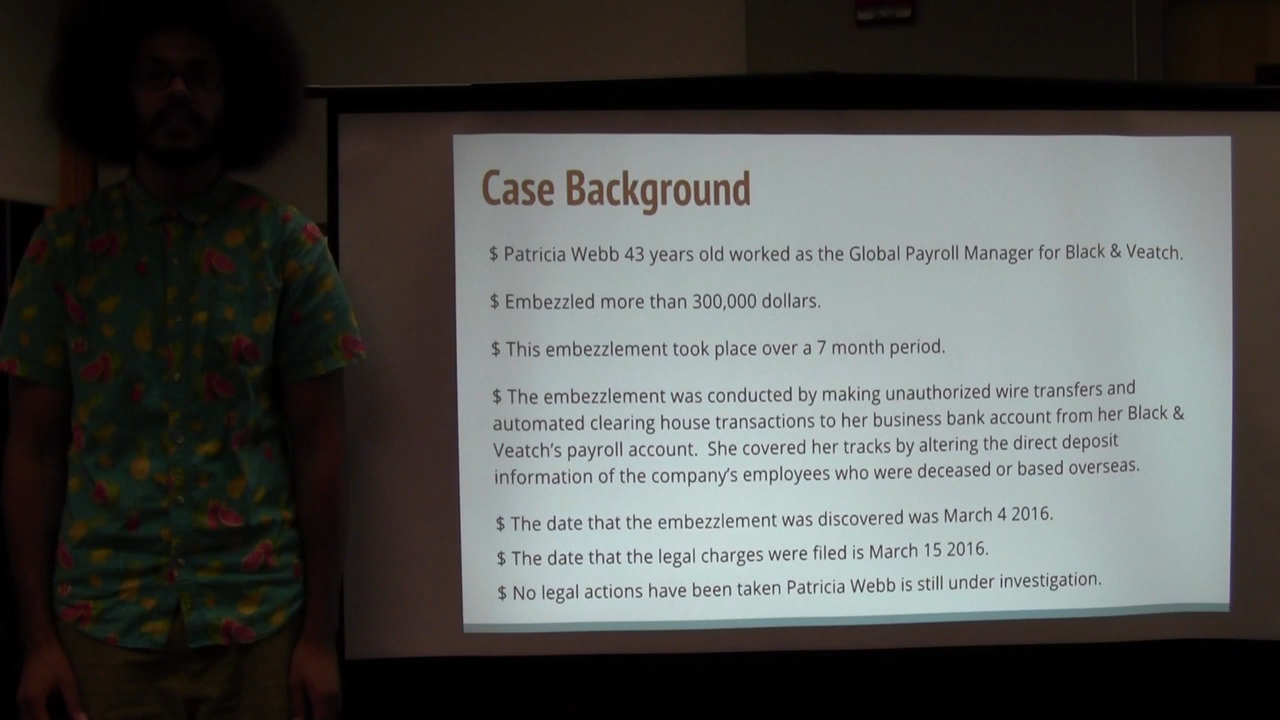 Case Background
$ Patricia Webb 43 years old worked as the Global Payroll Manager for Black & Veatch.
$ Embezzled more than 300,000 dollars.
$ This embezzlement took place over a 7 month period.
$ The embezzlement was conducted by making unauthorized wire transfers and
automated clearing house transactions to her business bank account from her Black &
Veatch's payroll account.  She covered her tracks by altering the direct deposit
information of the company's employees who were deceased or based overseas.
$ The date that the embezzlement was discovered was March 4 2016.
$ The date that the legal charges were filed is March 15 2016.
$ No legal actions have been taken Patricia Webb is still under investigation.